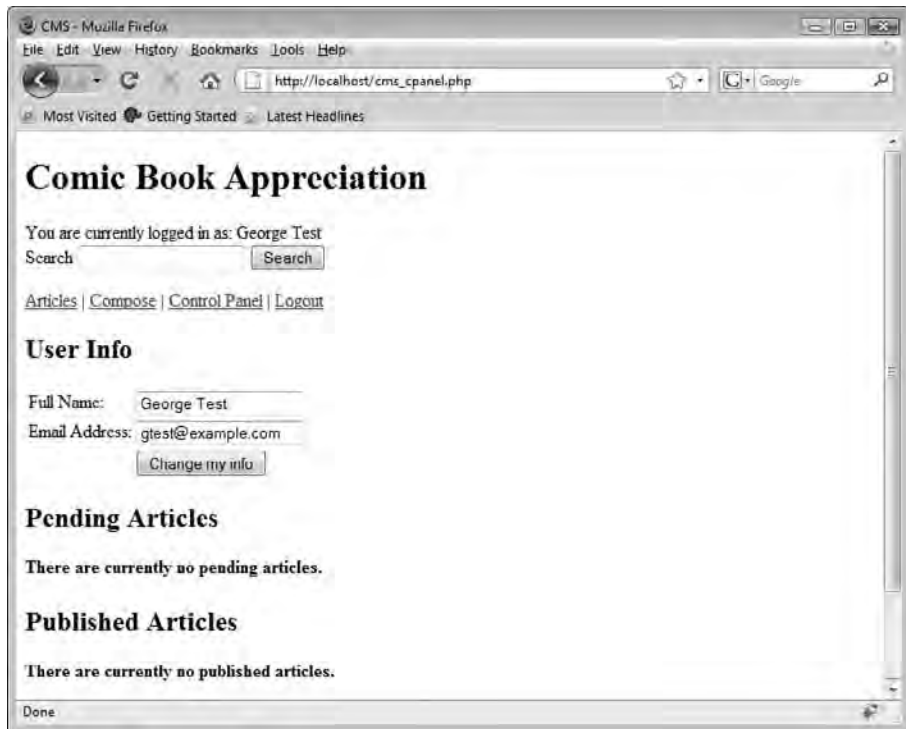 CMS - Mozilla Firefox
File Edit View History Bookmarks Tools Help
http://localhost/cms_cpanel.php
Google
Most Visited Getting Started Latest Headlines
Comic Book Appreciation
You are currently logged in as: George Test
Search Search
Articles | Compose | Control Panel | Logout
User Info
Full Name: George Test
Email Address: gtest@example.com
Change my info
Pending Articles
There are currently no pending articles.
Published Articles
There are currently no published articles.
Done